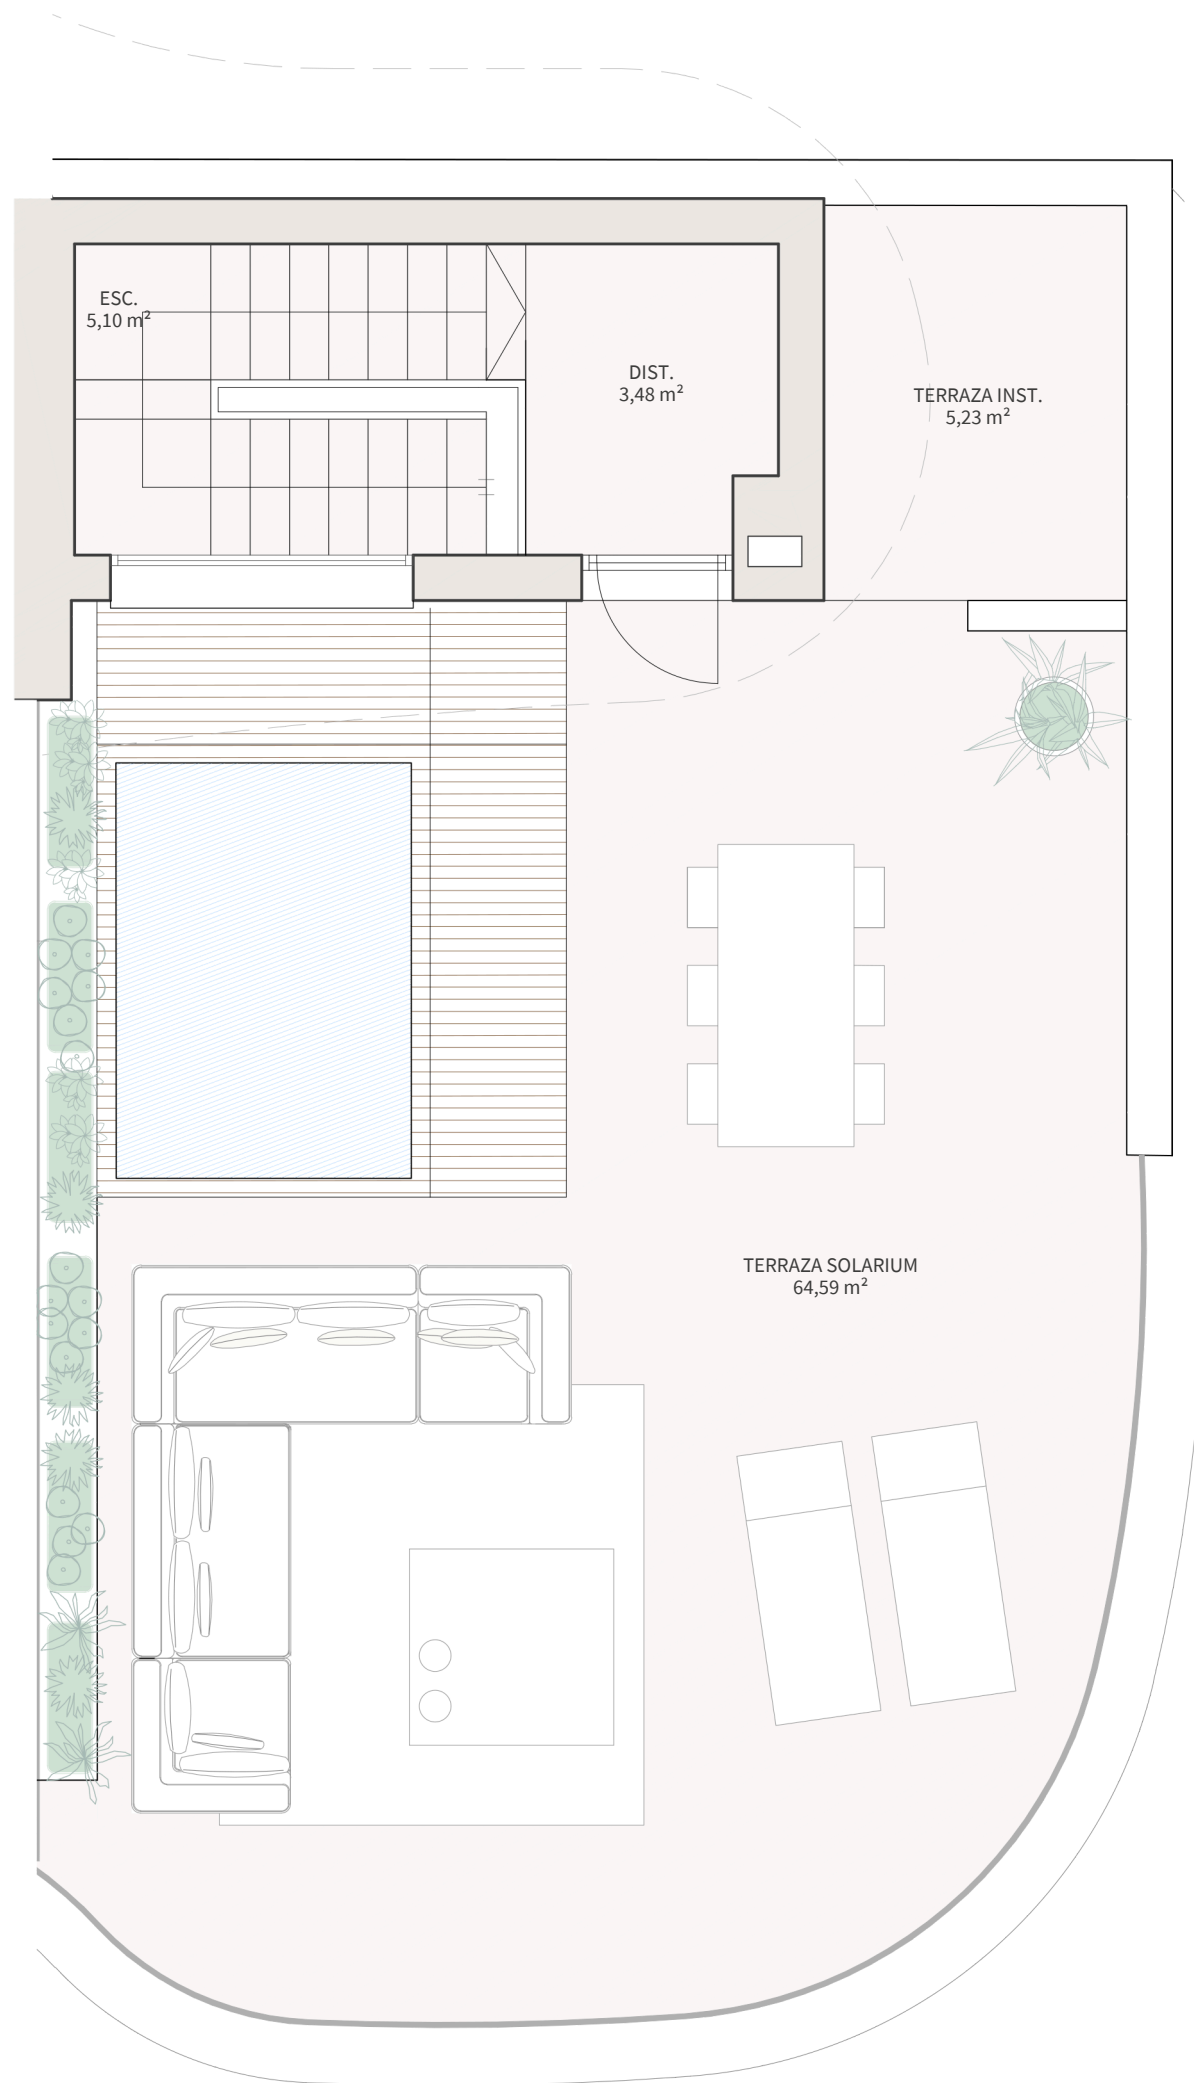 ESC.
5,10 m²
DIST.
3,48 m²
TERRAZA INST.
5,23 m²
TERRAZA SOLARIUM
64,59 m²